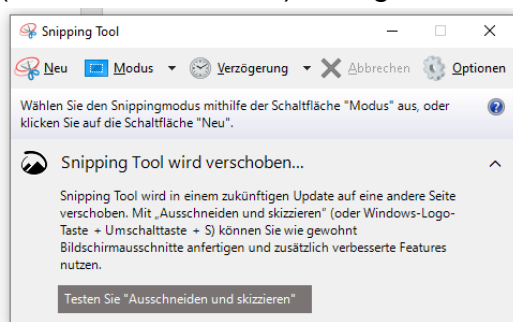 Snipping Tool
Neu Modus Verzögerung Abbrechen Optionen
Wählen Sie den Snippingmodus mithilfe der Schaltfläche "Modus" aus, oder
klicken Sie auf die Schaltfläche "Neu".
Snipping Tool wird verschoben...
Snipping Tool wird in einem zukünftigen Update auf eine andere Seite
verschoben. Mit „Ausschneiden und skizzieren" (oder Windows-Logo-
Taste + Umschalttaste + S) können Sie wie gewohnt
Bildschirmausschnitte anfertigen und zusätzlich verbesserte Features
nutzen.
Testen Sie "Ausschneiden und skizzieren"